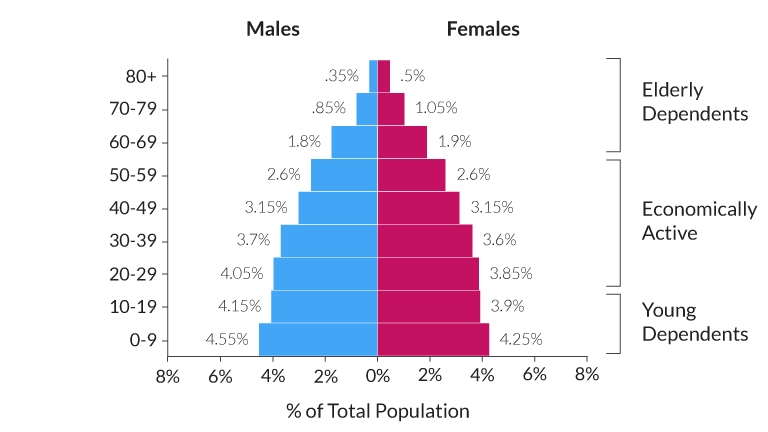 Males Females
80+ .35% .5%
70-79 .85% 1.05%
60-69 1.8% 1.9%
Elderly
Dependents
50-59 2.6% 2.6%
40-49 3.15% 3.15%
30-39 3.7% 3.6%
20-29 4.05% 3.85%
Economically
Active
10-19 4.15% 3.9%
0-9 4.55% 4.25%
Young
Dependents
8% 6% 4% 2% 0% 2% 4% 6% 8%
% of Total Population